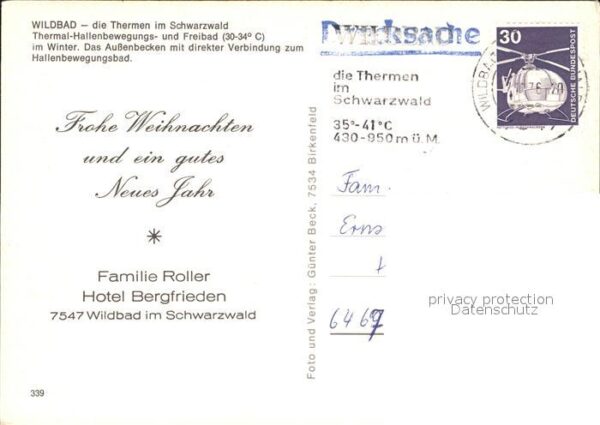 WILDBAD — die Thermen im Schwarzwald
Thermal-Hallenbewegungs- und Freibad (30-34° C)
im Winter. Das Außenbecken mit direkter Verbindung zum
Hallenbewegungsbad.
Frohe Weihnachten
und ein gutes
Neues Jahr
*
Familie Roller
Hotel Bergfrieden
7547 Wildbad im Schwarzwald
339
Foto und Verlag: Günter Beck, 7534 Birkenfeld
Drucksache
die Thermen
im
Schwarzwald
35°-41°C
430-950 m ü. M.
WILDBAD
30
DEUTSCHE BUNDESPOST
Fam.
Erns
t
6467
privacy protection
Datenschutz